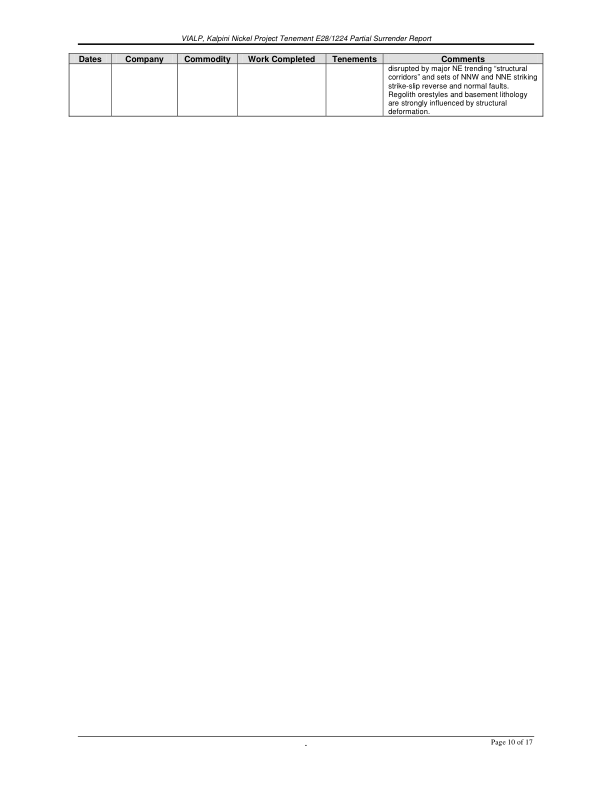 VIALP, Kalpini Nickel Project Tenement E28/1224 Partial Surrender Report
Dates Company Commodity Work Completed Tenements Comments
disrupted by major NE trending “structural
corridors” and sets of NNW and NNE striking
strike-slip reverse and normal faults.
Regolith orestyles and basement lithology
are strongly influenced by structural
deformation.
-
Page 10 of 17